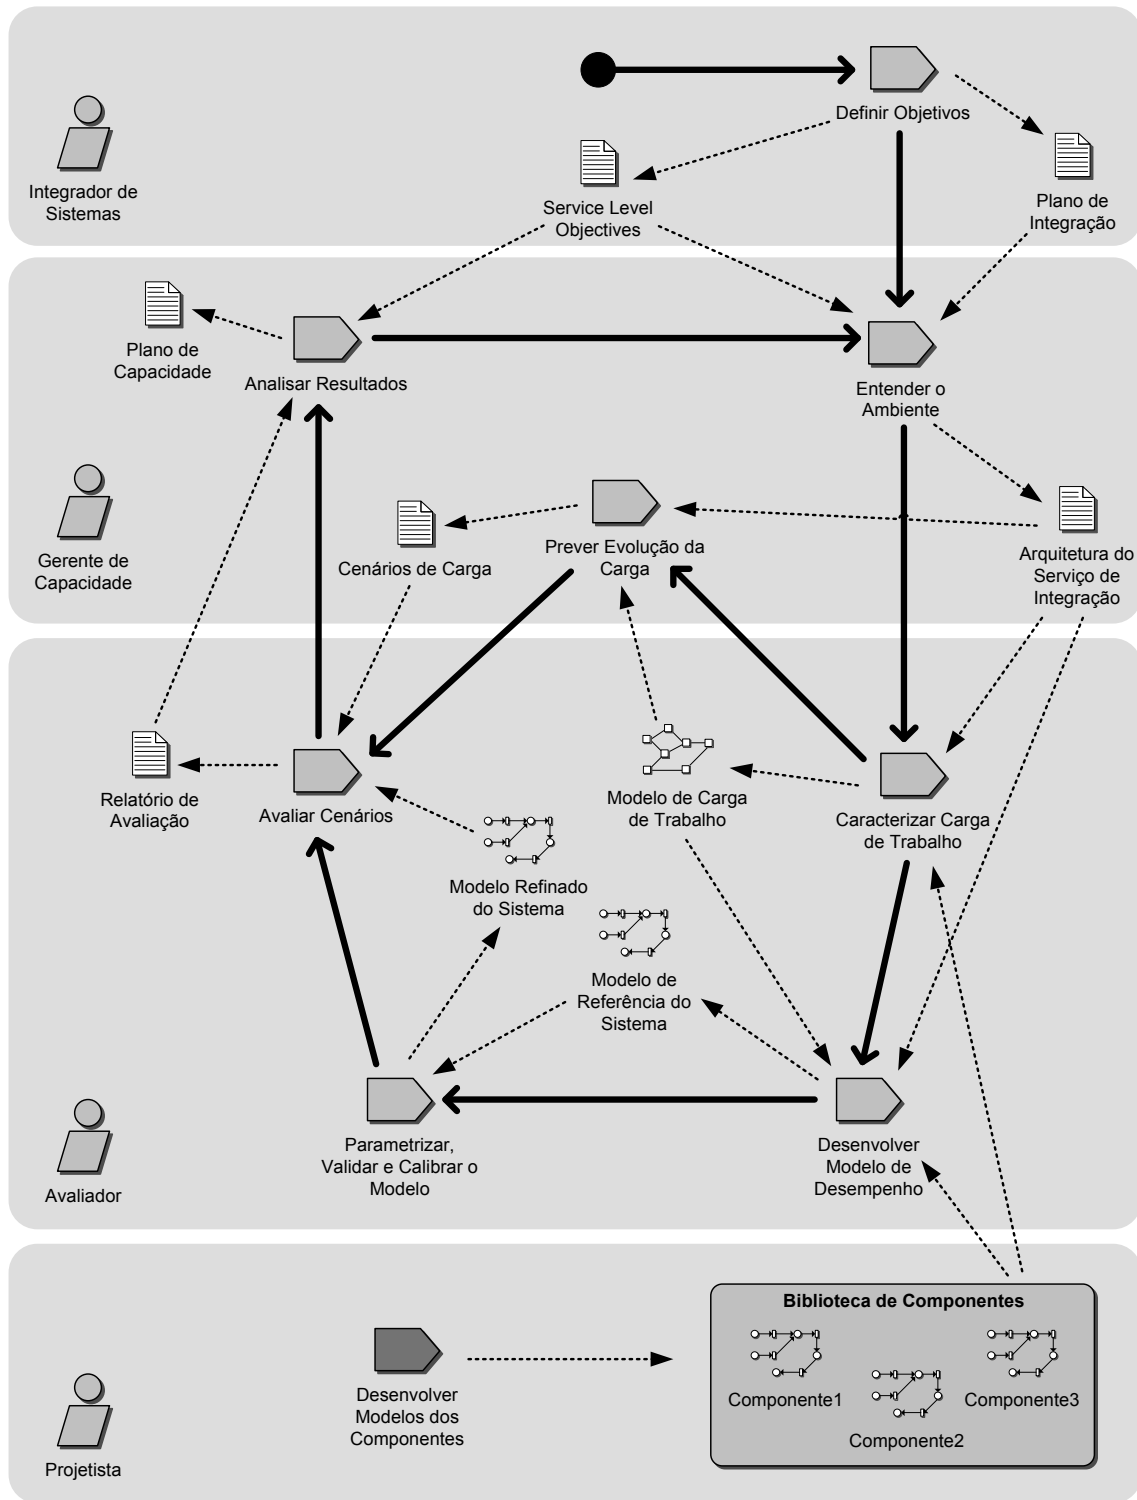 Definir Objetivos
Integrador de
Sistemas
Service Level
Objectives
Plano de
Integração
Plano de
Capacidade
Analisar Resultados
Entender o
Ambiente
Gerente de
Capacidade
Cenários de Carga
Prever Evolução da
Carga
Arquitetura do
Serviço de
Integração
Relatório de
Avaliação
Avaliar Cenários
Modelo de Carga
de Trabalho
Caracterizar Carga
de Trabalho
Modelo Refinado
do Sistema
Modelo de
Referência do
Sistema
Avaliador
Parametrizar,
Validar e Calibrar o
Modelo
Desenvolver
Modelo de
Desempenho
Biblioteca de Componentes
Componente1
Componente2
Componente3
Desenvolver
Modelos dos
Componentes
Projetista